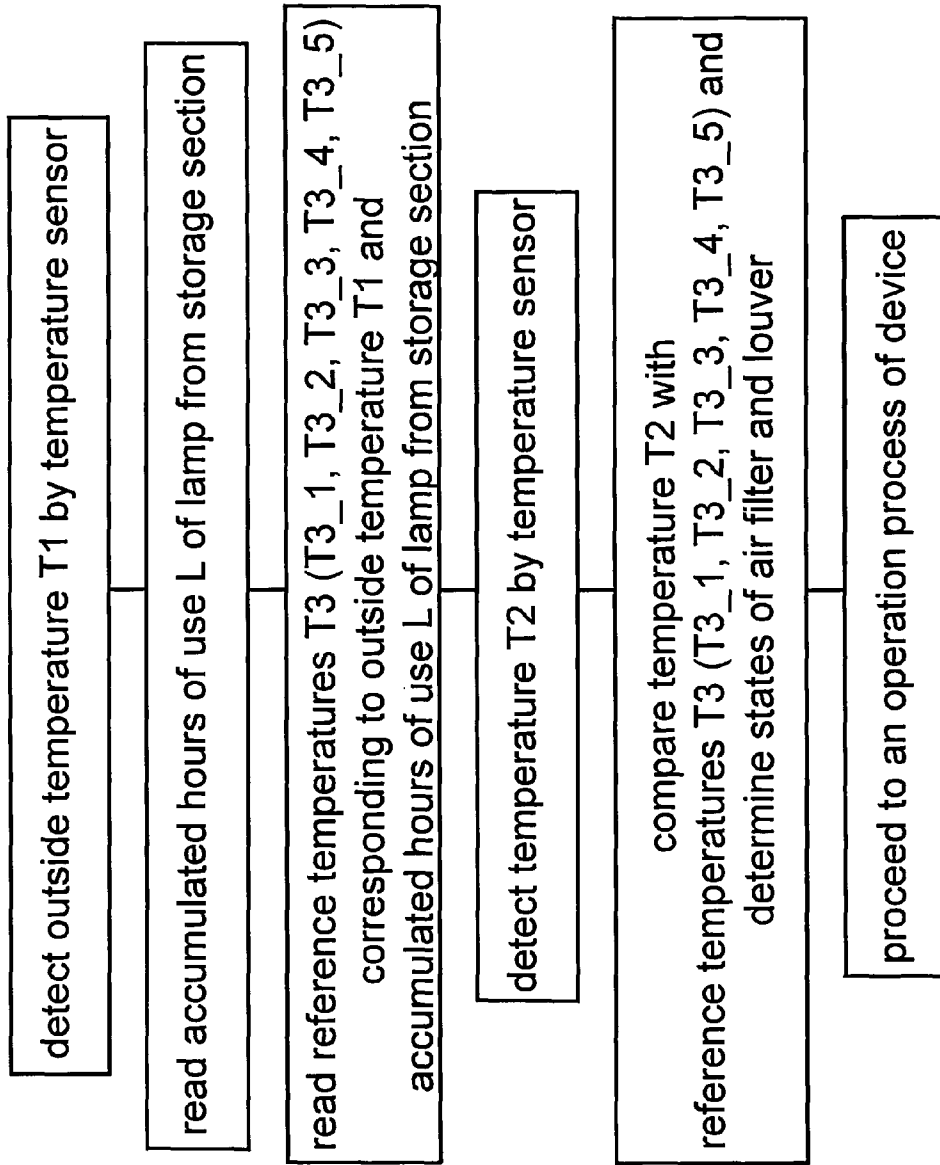 detect outside temperature T1 by temperature sensor
read accumulated hours of use L of lamp from storage section
read reference temperatures T3 (T3_1, T3_2, T3_3, T3_4, T3_5)
corresponding to outside temperature T1 and
accumulated hours of use L of lamp from storage section
detect temperature T2 by temperature sensor
compare temperature T2 with
reference temperatures T3 (T3_1, T3_2, T3_3, T3_4, T3_5) and
determine states of air filter and louver
proceed to an operation process of device